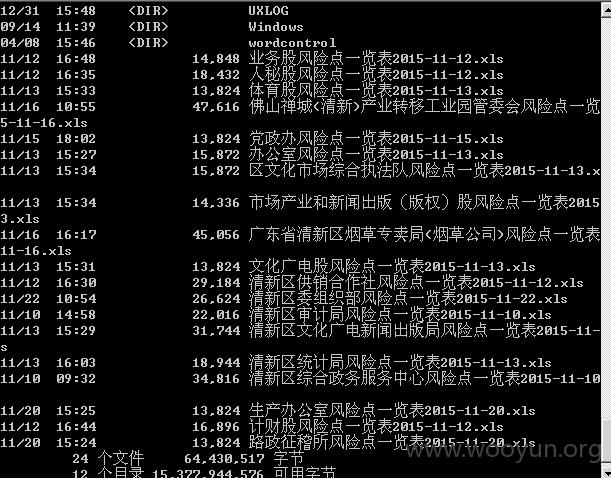 12/31  15:48    <DIR>          UXLOG
09/14  11:39    <DIR>          Windows
04/08  15:46    <DIR>          wordcontrol
11/12  16:48            14,848 业务股风险点一览表2015-11-12.xls
11/12  16:35            18,432 人秘股风险点一览表2015-11-12.xls
11/13  15:33            13,824 体育股风险点一览表2015-11-13.xls
11/16  10:55            47,616 佛山禅城<清新>产业转移工业园管委会风险点一览
5-11-16.xls
11/15  18:02            13,824 党政办风险点一览表2015-11-15.xls
11/13  15:27            15,872 办公室风险点一览表2015-11-13.xls
11/13  15:34            15,872 区文化市场综合执法队风险点一览表2015-11-13.x
11/13  15:34            14,336 市场产业和新闻出版（版权）股风险点一览表2015
3.xls
11/16  16:17            45,056 广东省清新区烟草专卖局<烟草公司>风险点一览表
11-16.xls
11/13  15:31            13,824 文化广电股风险点一览表2015-11-13.xls
11/12  16:30            29,184 清新区供销合作社风险点一览表2015-11-12.xls
11/22  10:54            26,624 清新区委组织部风险点一览表2015-11-22.xls
11/10  14:58            22,016 清新区审计局风险点一览表2015-11-10.xls
11/13  15:29            31,744 清新区文化广电新闻出版局风险点一览表2015-11-
s
11/13  16:03            18,944 清新区统计局风险点一览表2015-11-13.xls
11/10  09:32            34,816 清新区综合政务服务中心风险点一览表2015-11-10
11/20  15:25            13,824 生产办公室风险点一览表2015-11-20.xls
11/12  16:44            16,896 计财股风险点一览表2015-11-12.xls
11/20  15:24            13,824 路政征稽所风险点一览表2015-11-20.xls
www.wooyun.org
24 个文件     64,430,517 字节
12 个目录 15,377,944,576 可用字节